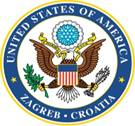 UNITED STATES OF AMERICA
ZAGREB · CROATIA